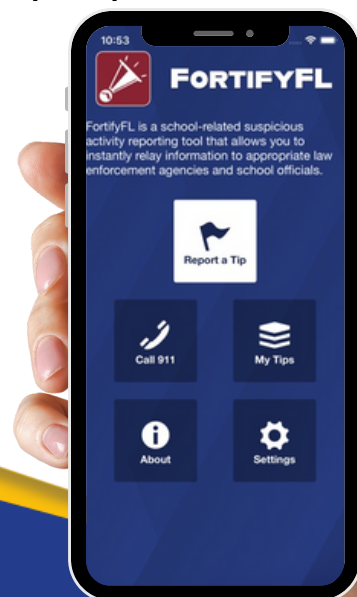 10:53
FORTIFYFL
FortifyFL is a school-related suspicious
activity reporting tool that allows you to
instantly relay information to appropriate law
enforcement agencies and school officials.
Report a Tip
Call 911
My Tips
About
Settings